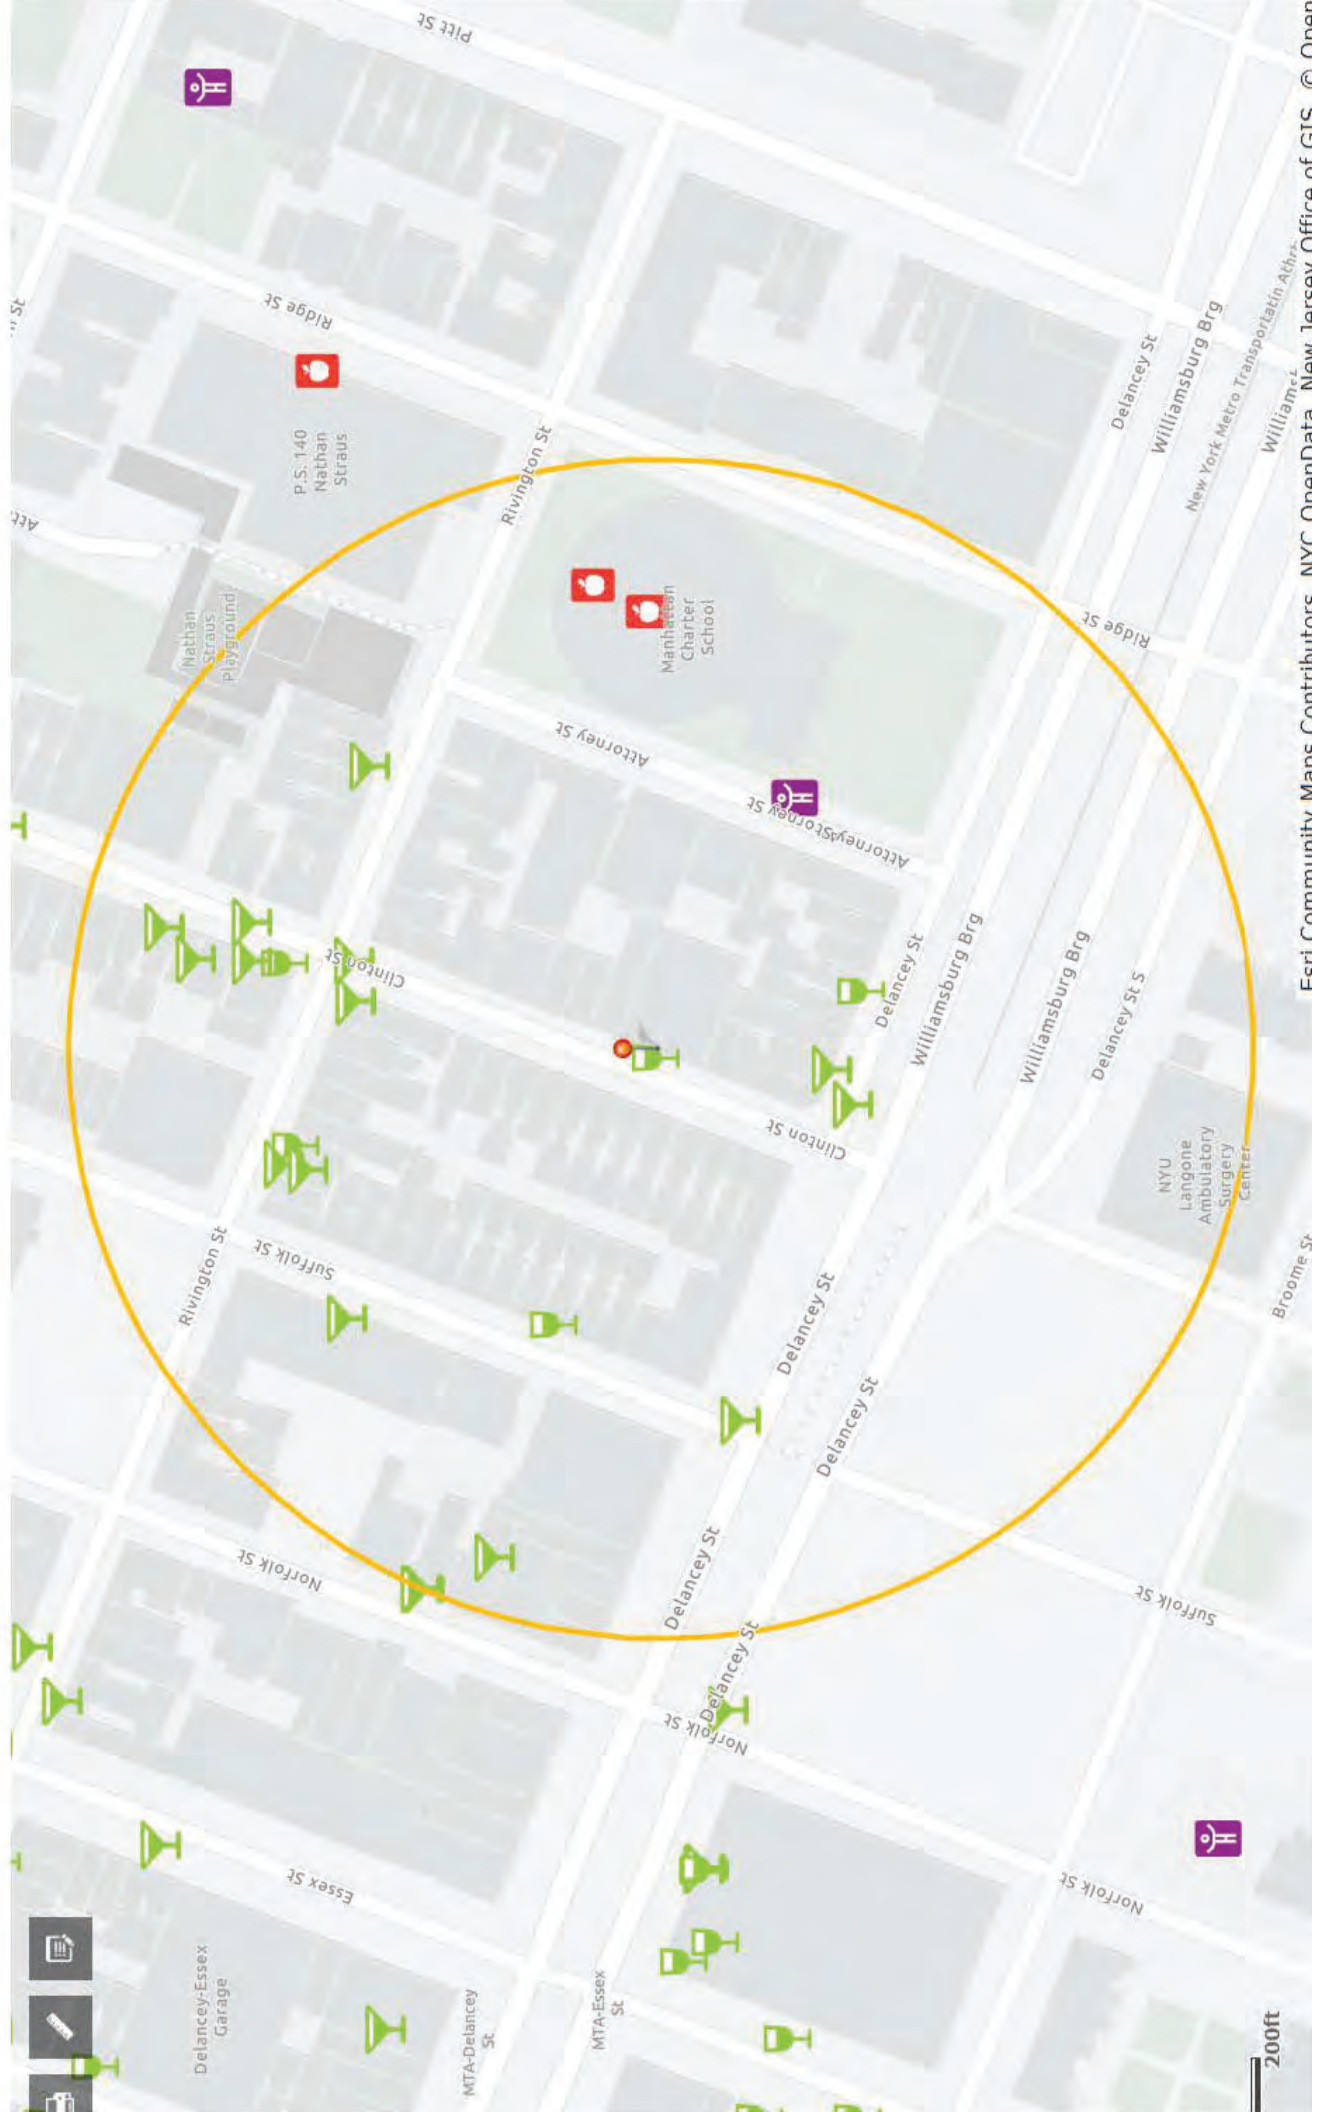 Pitt St
Ridge St
P.S. 140
Nathan
Straus
Rivington St
Nathan
Straus
Playground
Manhattan
Charter
School
Attorney St
Attorney St
Attorney St
Delancey St
Williamsburg Brg
Ridge St
Clinton St
Delancey St
Williamsburg Brg
Williamsburg Brg
Delancey St S
Clinton St
NYU
Langone
Ambulatory
Surgery
Center
Broome St
Rivington St
Suffolk St
Delancey St
Delancey St
Norfolk St
Delancey St
Delancey St
Suffolk St
Norfolk St
Norfolk St
Essex St
Delancey-Essex
Garage
MTA-Delancey
St
MTA-Essex
St
200ft
Esri Community Maps Contributors, NYC OpenData, New Jersey Office of GIS, © Open